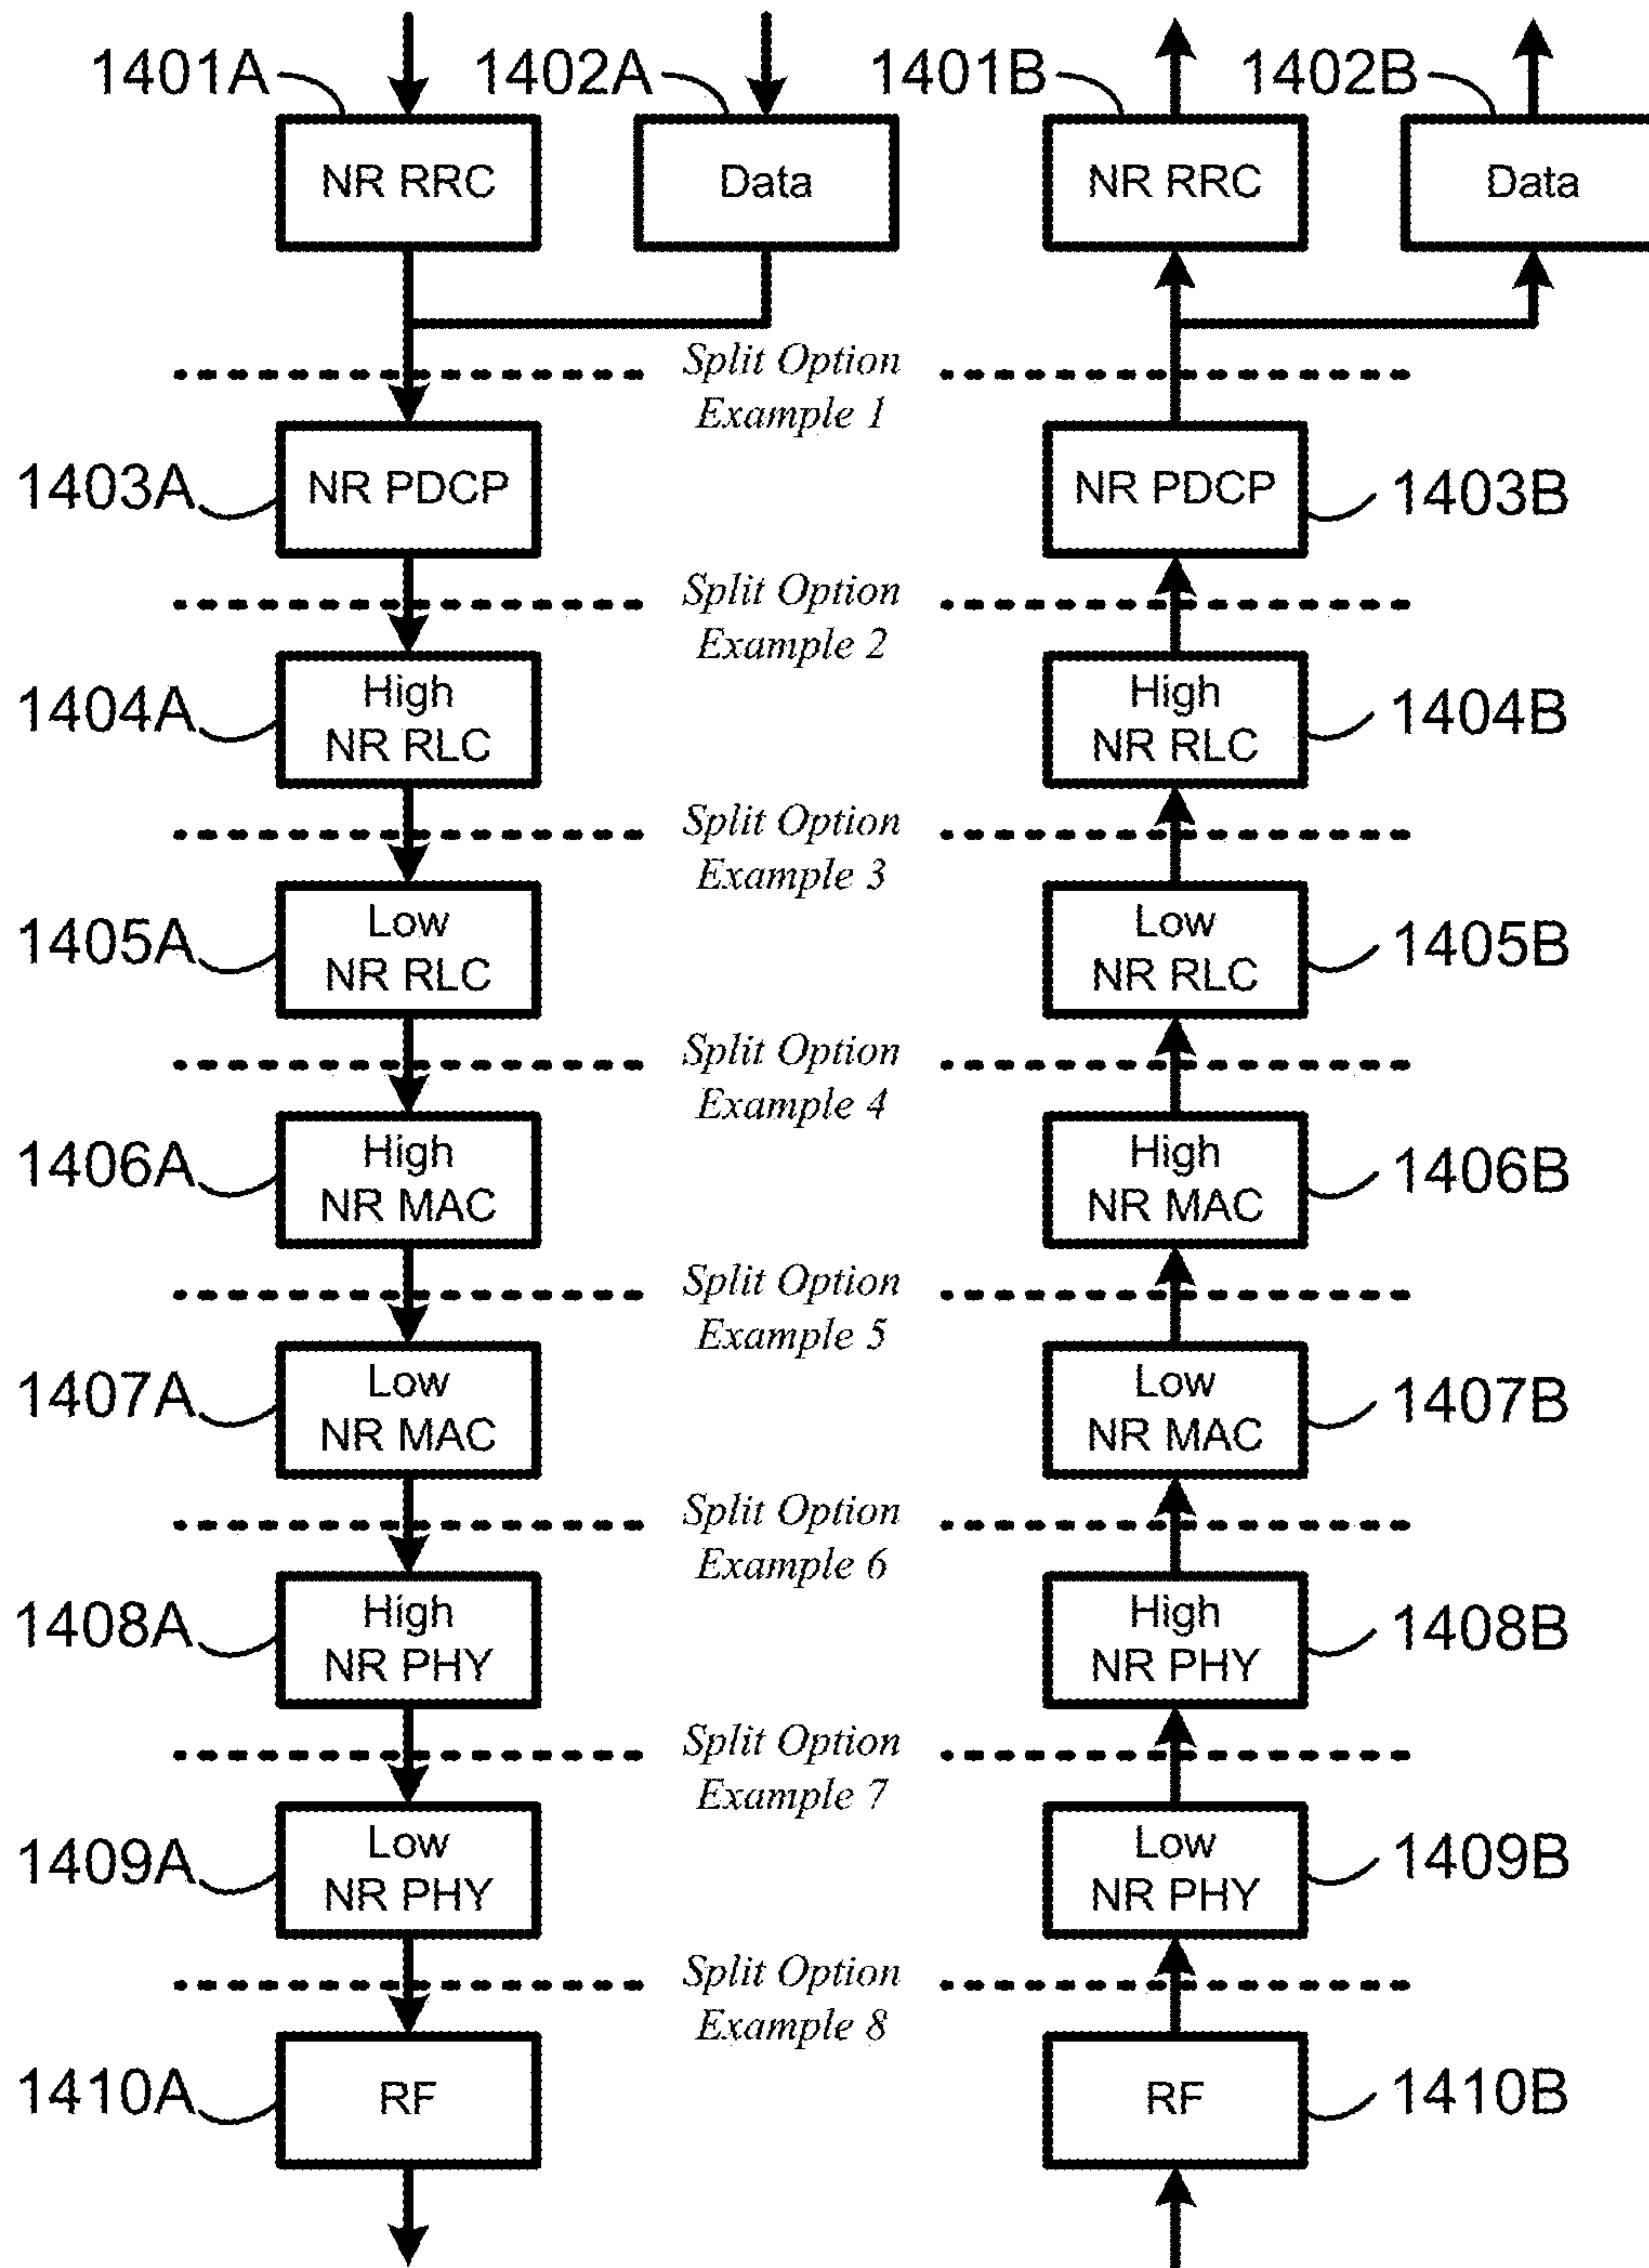 1401A 1402A 1401B 1402B
NR RRC Data NR RRC Data
Split Option
Example 1
1403A NR PDCP NR PDCP 1403B
Split Option
Example 2
1404A High NR RLC High NR RLC 1404B
Split Option
Example 3
1405A Low NR RLC Low NR RLC 1405B
Split Option
Example 4
1406A High NR MAC High NR MAC 1406B
Split Option
Example 5
1407A Low NR MAC Low NR MAC 1407B
Split Option
Example 6
1408A High NR PHY High NR PHY 1408B
Split Option
Example 7
1409A Low NR PHY Low NR PHY 1409B
Split Option
Example 8
1410A RF RF 1410B